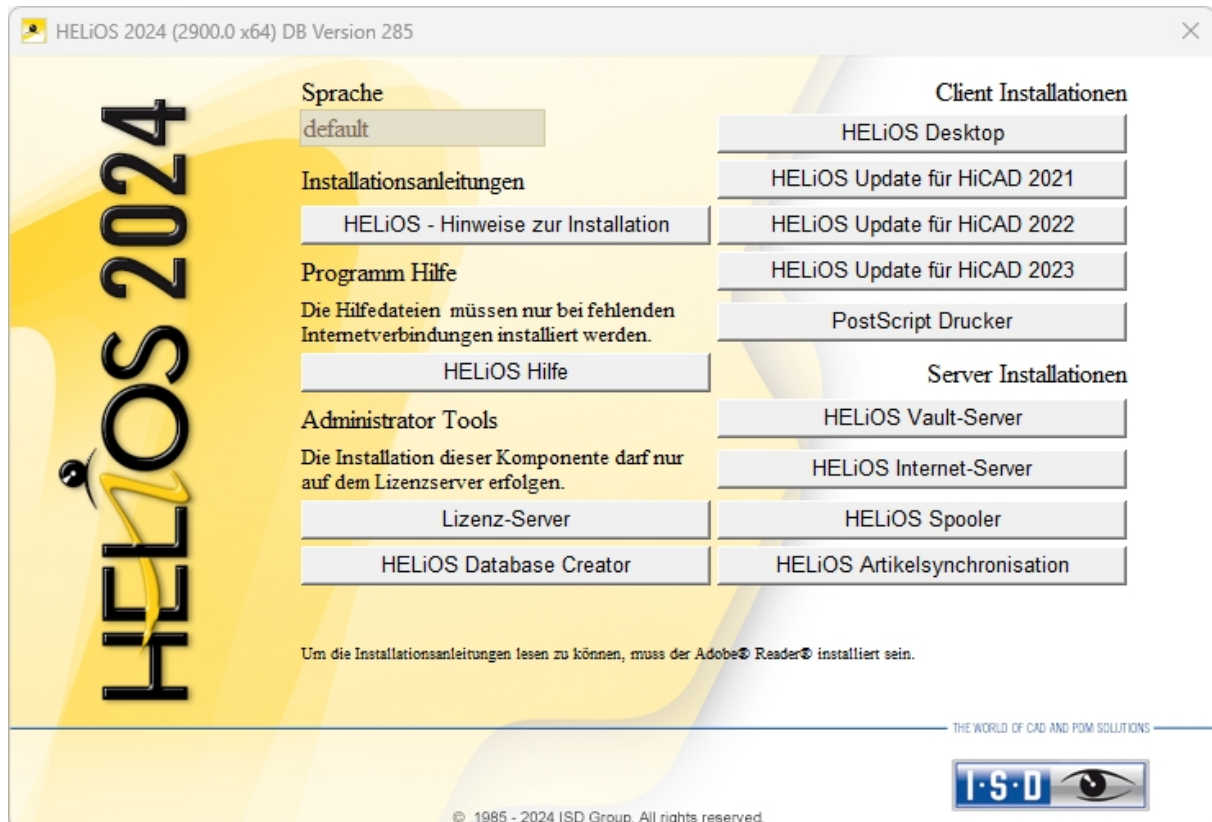 HELiOS 2024 (2900.0 x64) DB Version 285
HELiOS 2024
Sprache
default
Installationsanleitungen
HELiOS - Hinweise zur Installation
Programm Hilfe
Die Hilfedateien müssen nur bei fehlenden
Internetverbindungen installiert werden.
HELiOS Hilfe
Administrator Tools
Die Installation dieser Komponente darf nur
auf dem Lizenzserver erfolgen.
Lizenz-Server
HELiOS Database Creator
Client Installationen
HELiOS Desktop
HELiOS Update für HiCAD 2021
HELiOS Update für HiCAD 2022
HELiOS Update für HiCAD 2023
PostScript Drucker
Server Installationen
HELiOS Vault-Server
HELiOS Internet-Server
HELiOS Spooler
HELiOS Artikelsynchronisation
Um die Installationsanleitungen lesen zu können, muss der Adobe® Reader® installiert sein.
THE WORLD OF CAD AND PDM SOLUTIONS
I·S·D
© 1985 - 2024 ISD Group. All rights reserved.